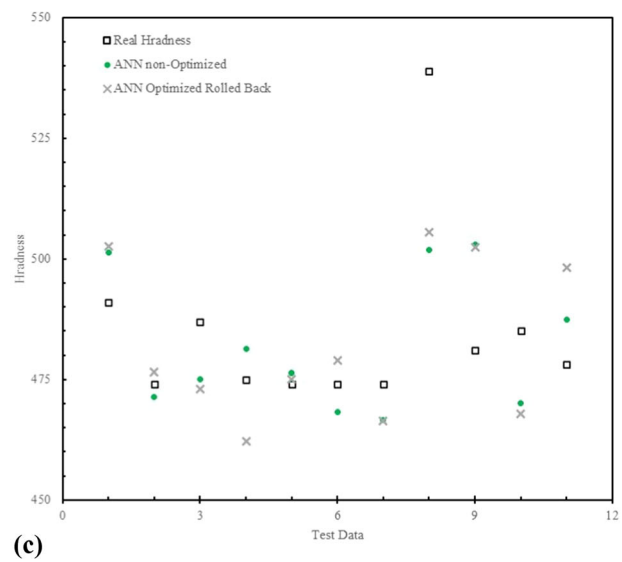 550
Real Hradness
ANN non-Optimized
ANN Optimized Rolled Back
525
500
Hradness
475
450
0 3 6 9 12
Test Data
(c)